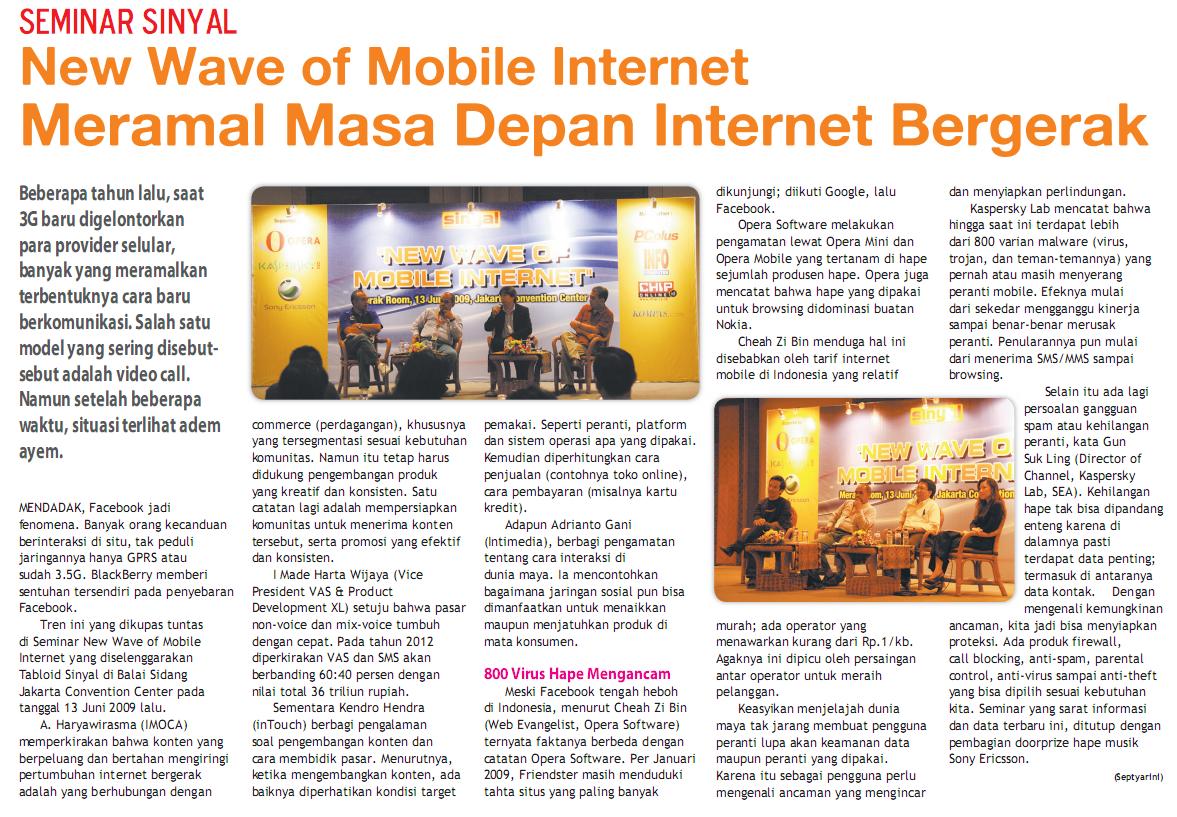 SEMINAR SINYAL
New Wave of Mobile Internet
Meramal Masa Depan Internet Bergerak
Beberapa tahun lalu, saat
3G baru digelontorkan
para provider selular,
banyak yang meramalkan
terbentuknya cara baru
berkomunikasi. Salah satu
model yang sering disebut-
sebut adalah video call.
Namun setelah beberapa
waktu, situasi terlihat adem
ayem.
MENDADAK, Facebook jadi
fenomena. Banyak orang kecanduan
berinteraksi di situ, tak peduli
jaringannya hanya GPRS atau
sudah 3.5G. BlackBerry memberi
sentuhan tersendiri pada penyebaran
Facebook.
Tren ini yang dikupas tuntas
di Seminar New Wave of Mobile
Internet yang diselenggarakan
Tabloid Sinyal di Balai Sidang
Jakarta Convention Center pada
tanggal 13 Juni 2009 lalu.
A. Haryawirasma (IMOCA)
memperkirakan bahwa konten yang
berpeluang dan bertahan mengiringi
pertumbuhan internet bergerak
adalah yang berhubungan dengan
sinyal
OPERA
Sony Ericsson
"NEW WAVE OF
MOBILE INTERNET"
rak Room, 13 Jun 2009, Jakarta Convention Center
PCplus
INFO
CHIP
ONLINE
KOMPAS.com
commerce (perdagangan), khususnya
yang tersegmentasi sesuai kebutuhan
komunitas. Namun itu tetap harus
didukung pengembangan produk
yang kreatif dan konsisten. Satu
catatan lagi adalah mempersiapkan
komunitas untuk menerima konten
tersebut, serta promosi yang efektif
dan konsisten.
I Made Harta Wijaya (Vice
President VAS & Product
Development XL) setuju bahwa pasar
non-voice dan mix-voice tumbuh
dengan cepat. Pada tahun 2012
diperkirakan VAS dan SMS akan
berbanding 60:40 persen dengan
nilai total 36 triliun rupiah.
Sementara Kendro Hendra
(inTouch) berbagi pengalaman
soal pengembangan konten dan
cara membidik pasar. Menurutnya,
ketika mengembangkan konten, ada
baiknya diperhatikan kondisi target
pemakai. Seperti peranti, platform
dan sistem operasi apa yang dipakai.
Kemudian diperhitungkan cara
penjualan (contohnya toko online),
cara pembayaran (misalnya kartu
kredit).
Adapun Adrianto Gani
(Intimedia), berbagi pengamatan
tentang cara interaksi di
dunia maya. Ia mencontohkan
bagaimana jaringan sosial pun bisa
dimanfaatkan untuk menaikkan
maupun menjatuhkan produk di
mata konsumen.
800 Virus Hape Mengancam
Meski Facebook tengah heboh
di Indonesia, menurut Cheah Zi Bin
(Web Evangelist, Opera Software)
ternyata faktanya berbeda dengan
catatan Opera Software. Per Januari
2009, Friendster masih menduduki
tahta situs yang paling banyak
dikunjungi; diikuti Google, lalu
Facebook.
Opera Software melakukan
pengamatan lewat Opera Mini dan
Opera Mobile yang tertanam di hape
sejumlah produsen hape. Opera juga
mencatat bahwa hape yang dipakai
untuk browsing didominasi buatan
Nokia.
Cheah Zi Bin menduga hal ini
disebabkan oleh tarif internet
mobile di Indonesia yang relatif
sinyal
OPERA
Sony Ericsson
"NEW WAVE O
MOBILE INTERN
Mera Room, 13 Juni 20 Jakarta Convention
murah; ada operator yang
menawarkan kurang dari Rp.1/kb.
Agaknya ini dipicu oleh persaingan
antar operator untuk meraih
pelanggan.
Keasyikan menjelajah dunia
maya tak jarang membuat pengguna
peranti lupa akan keamanan data
maupun peranti yang dipakai.
Karena itu sebagai pengguna perlu
mengenali ancaman yang mengincar
dan menyiapkan perlindungan.
Kaspersky Lab mencatat bahwa
hingga saat ini terdapat lebih
dari 800 varian malware (virus,
trojan, dan teman-temannya) yang
pernah atau masih menyerang
peranti mobile. Efeknya mulai
dari sekedar mengganggu kinerja
sampai benar-benar merusak
peranti. Penularannya pun mulai
dari menerima SMS/MMS sampai
browsing.
Selain itu ada lagi
persoalan gangguan
spam atau kehilangan
peranti, kata Gun
Suk Ling (Director of
Channel, Kaspersky
Lab, SEA). Kehilangan
hape tak bisa dipandang
enteng karena di
dalamnya pasti
terdapat data penting;
termasuk di antaranya
data kontak. Dengan
mengenali kemungkinan
ancaman, kita jadi bisa menyiapkan
proteksi. Ada produk firewall,
call blocking, anti-spam, parental
control, anti-virus sampai anti-theft
yang bisa dipilih sesuai kebutuhan
kita. Seminar yang sarat informasi
dan data terbaru ini, ditutup dengan
pembagian doorprize hape musik
Sony Ericsson.
(Septyarini)